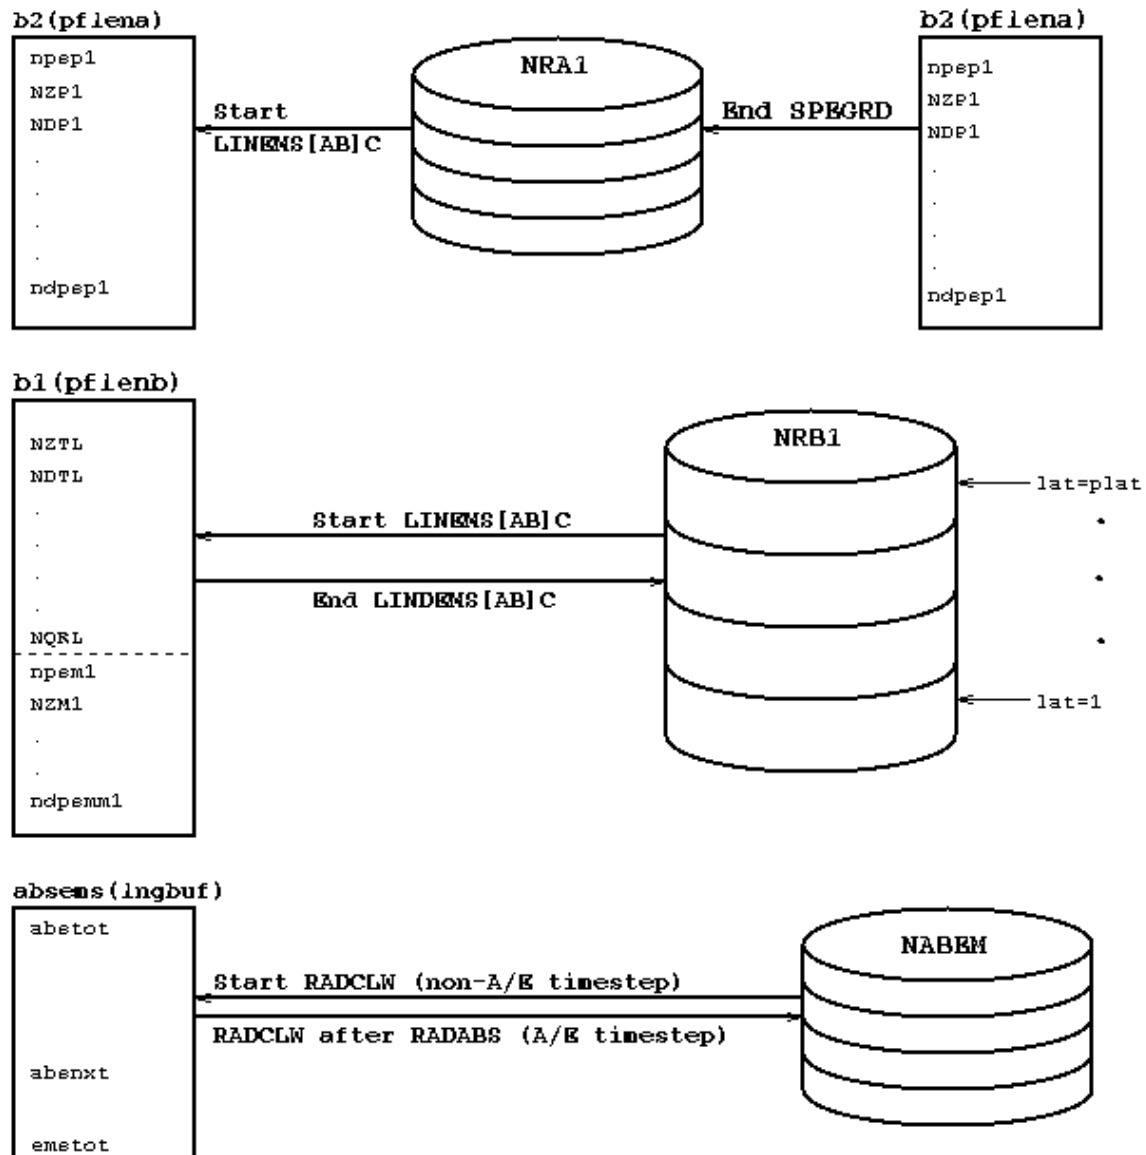 b2(pflena)
b2(pflena)
npsp1
NZP1
NDP1
.
.
.
.
ndpsp1
Start
LINEMS[AB]C
NRA1
End SPEGRD
npsp1
NZP1
NDP1
.
.
.
.
ndpsp1
b1(pflenb)
NZTL
NDTL
.
.
.
.
NQRL
npsm1
NZM1
.
.
ndpsmm1
Start LINEMS[AB]C
End LINDEMS[AB]C
NRB1
lat=plat
lat=1
absems(lngbuf)
abstot
absnxt
emstot
Start RADCLW (non-A/E timestep)
RADCLW after RADABS (A/E timestep)
NABEM